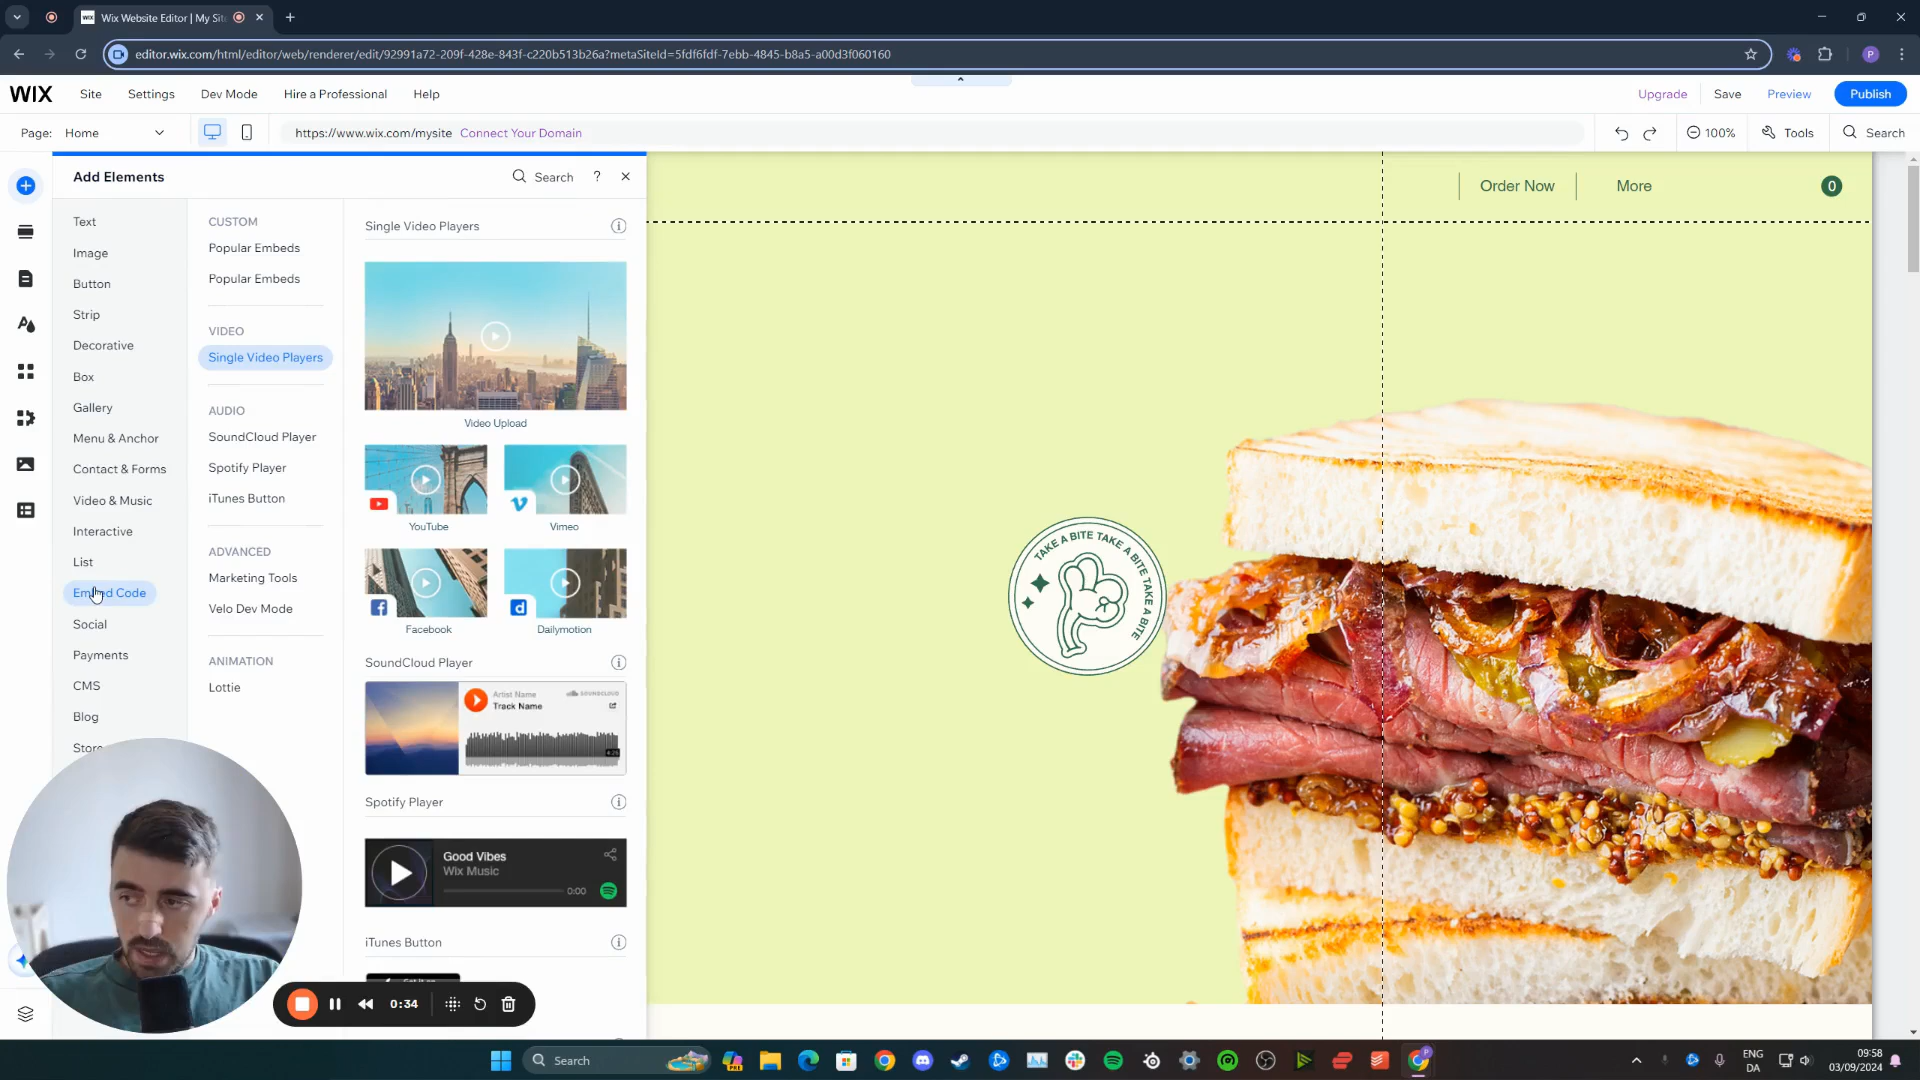 Wix Website Editor | My Sit
editor.wix.com/html/editor/web/renderer/edit/92991a72-209f-428e-843f-c220b513b26a?metaSiteId=5fdf6fdf-7ebb-4845-b8a5-a00d3f060160
P
WIX
Site
Settings
Dev Mode
Hire a Professional
Help
Upgrade
Save
Preview
Publish
Page: Home
https://www.wix.com/mysite Connect Your Domain
100%
Tools
Search
Add Elements
Search
?
Text
Image
Button
Strip
Decorative
Box
Gallery
Menu & Anchor
Contact & Forms
Video & Music
Interactive
List
Embed Code
Social
Payments
CMS
Blog
Store
CUSTOM
Popular Embeds
Popular Embeds
VIDEO
Single Video Players
AUDIO
SoundCloud Player
Spotify Player
iTunes Button
ADVANCED
Marketing Tools
Velo Dev Mode
ANIMATION
Lottie
Single Video Players
Video Upload
YouTube
Vimeo
Facebook
Dailymotion
SoundCloud Player
Artist Name
SOUNDCLOUD
Track Name
Spotify Player
Good Vibes
Wix Music
0:00
iTunes Button
Order Now
More
0
TAKE A BITE TAKE A BITE TAKE A BITE
0:34
Search
ENG
DA
09:58
03/09/2024